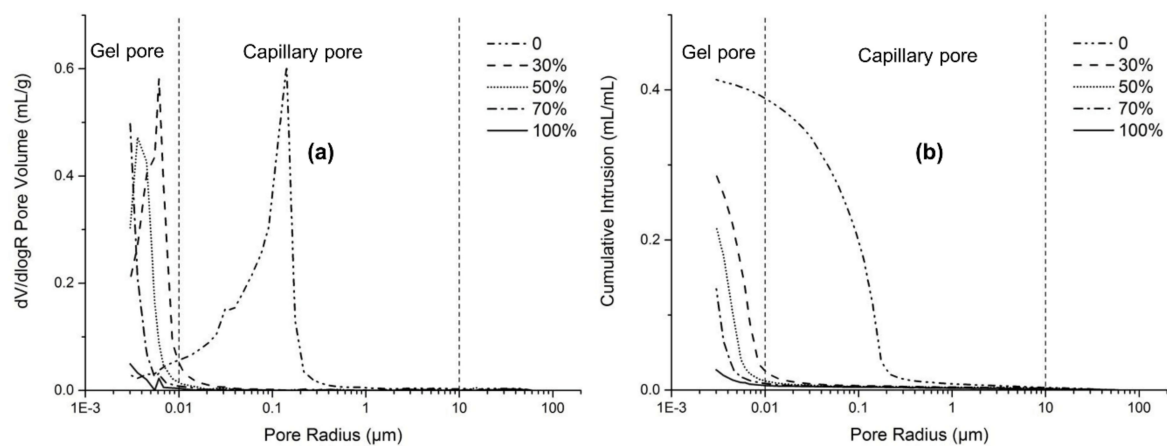 Gel pore
Capillary pore
0
30%
50%
70%
100%
(a)
dV/dlogR Pore Volume (mL/g)
0.6
0.4
0.2
0.0
1E-3
0.01
0.1
1
10
100
Pore Radius (µm)
Gel pore
Capillary pore
0
30%
50%
70%
100%
(b)
Cumulative Intrusion (mL/mL)
0.4
0.2
0.0
1E-3
0.01
0.1
1
10
100
Pore Radius (µm)